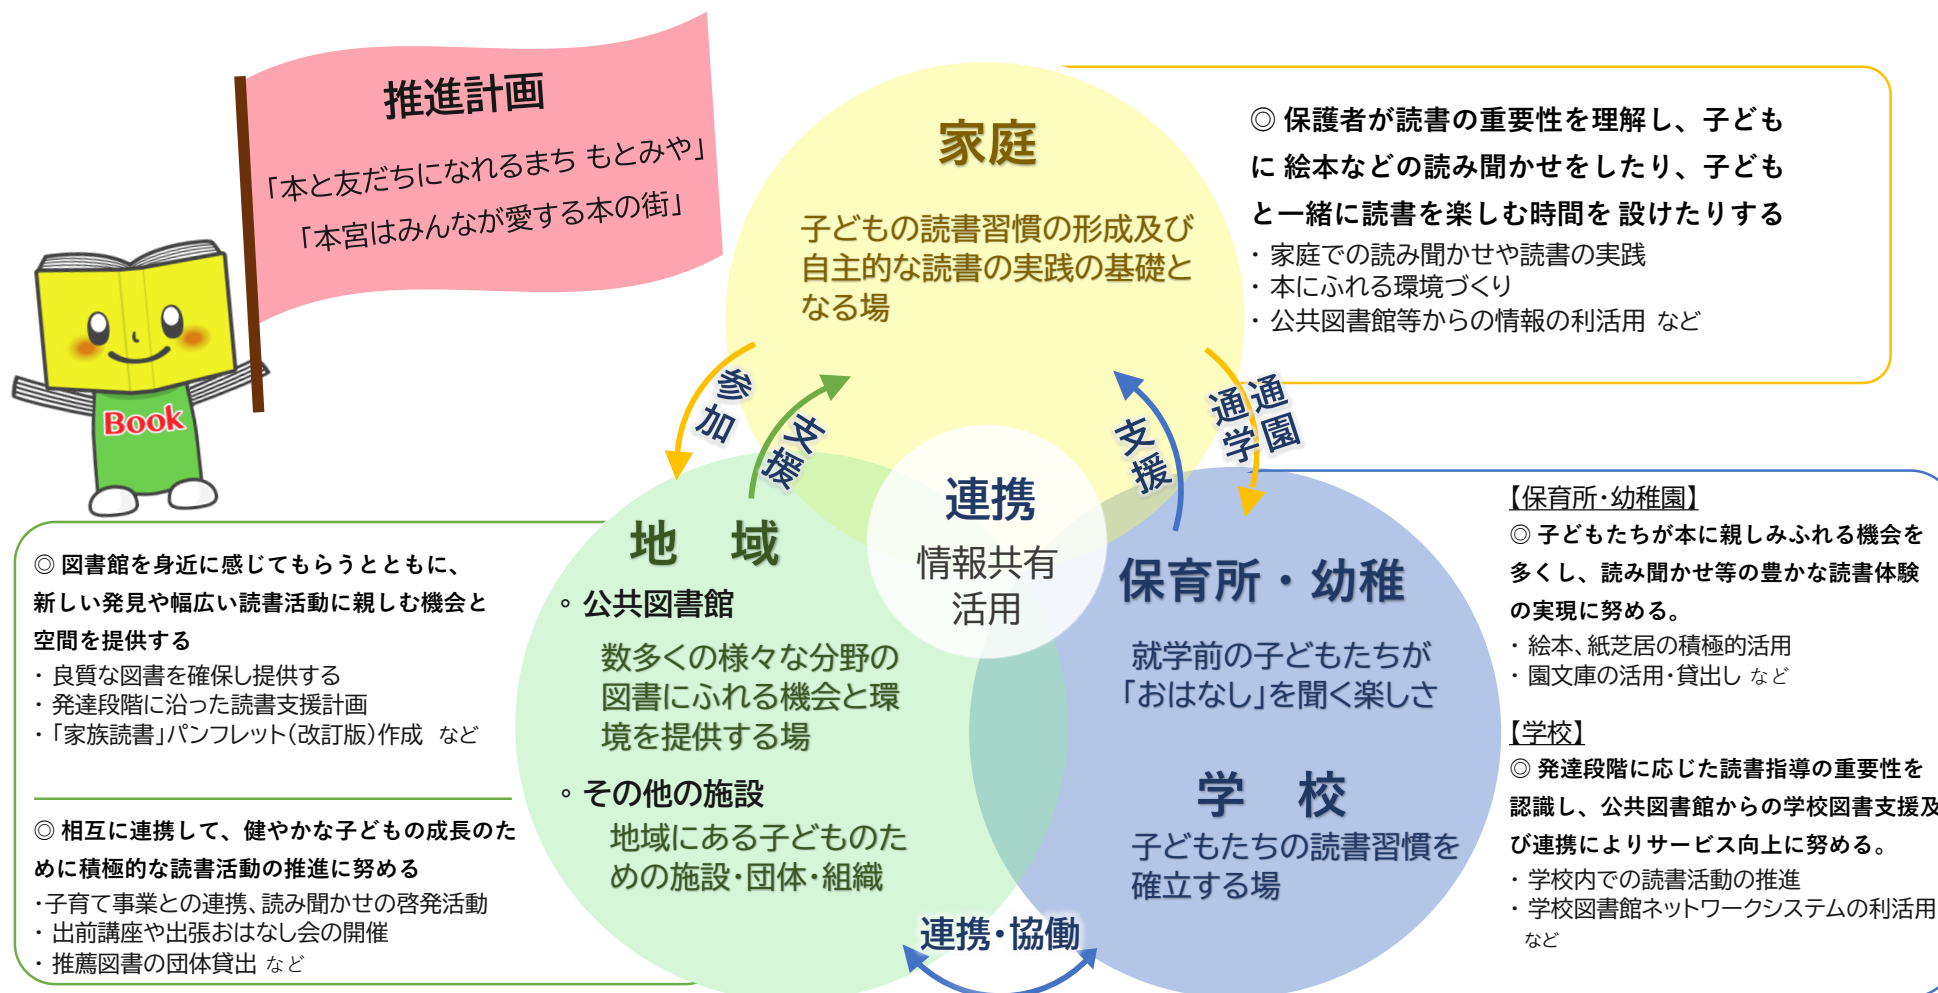 推進計画
「本と友だちになれるまち もとみや」
「本宮はみんなが愛する本の街」
Book
家庭
子どもの読書習慣の形成及び
自主的な読書の実践の基礎と
なる場
◎ 保護者が読書の重要性を理解し、子ども
に 絵本などの読み聞かせをしたり、子ども
と一緒に読書を楽しむ時間を 設けたりする
・ 家庭での読み聞かせや読書の実践
・ 本にふれる環境づくり
・ 公共図書館等からの情報の利活用 など
参加
支援
支援
通学
通園
連携
情報共有
活用
地 域
。公共図書館
数多くの様々な分野の
図書にふれる機会と環
境を提供する場
。その他の施設
地域にある子どものた
めの施設・団体・組織
保育所・幼稚
就学前の子どもたちが
「おはなし」を聞く楽しさ
学 校
子どもたちの読書習慣を
確立する場
連携・協働
◎ 図書館を身近に感じてもらうとともに、
新しい発見や幅広い読書活動に親しむ機会と
空間を提供する
・ 良質な図書を確保し提供する
・ 発達段階に沿った読書支援計画
・ 「家族読書」パンフレット(改訂版)作成 など
◎ 相互に連携して、健やかな子どもの成長のた
めに積極的な読書活動の推進に努める
・子育て事業との連携、読み聞かせの啓発活動
・ 出前講座や出張おはなし会の開催
・ 推薦図書の団体貸出 など
【保育所・幼稚園】
◎ 子どもたちが本に親しみふれる機会を
多くし、読み聞かせ等の豊かな読書体験
の実現に努める。
・ 絵本、紙芝居の積極的活用
・ 園文庫の活用・貸出し など
【学校】
◎ 発達段階に応じた読書指導の重要性を
認識し、公共図書館からの学校図書支援及
び連携によりサービス向上に努める。
・ 学校内での読書活動の推進
・ 学校図書館ネットワークシステムの利活用
など